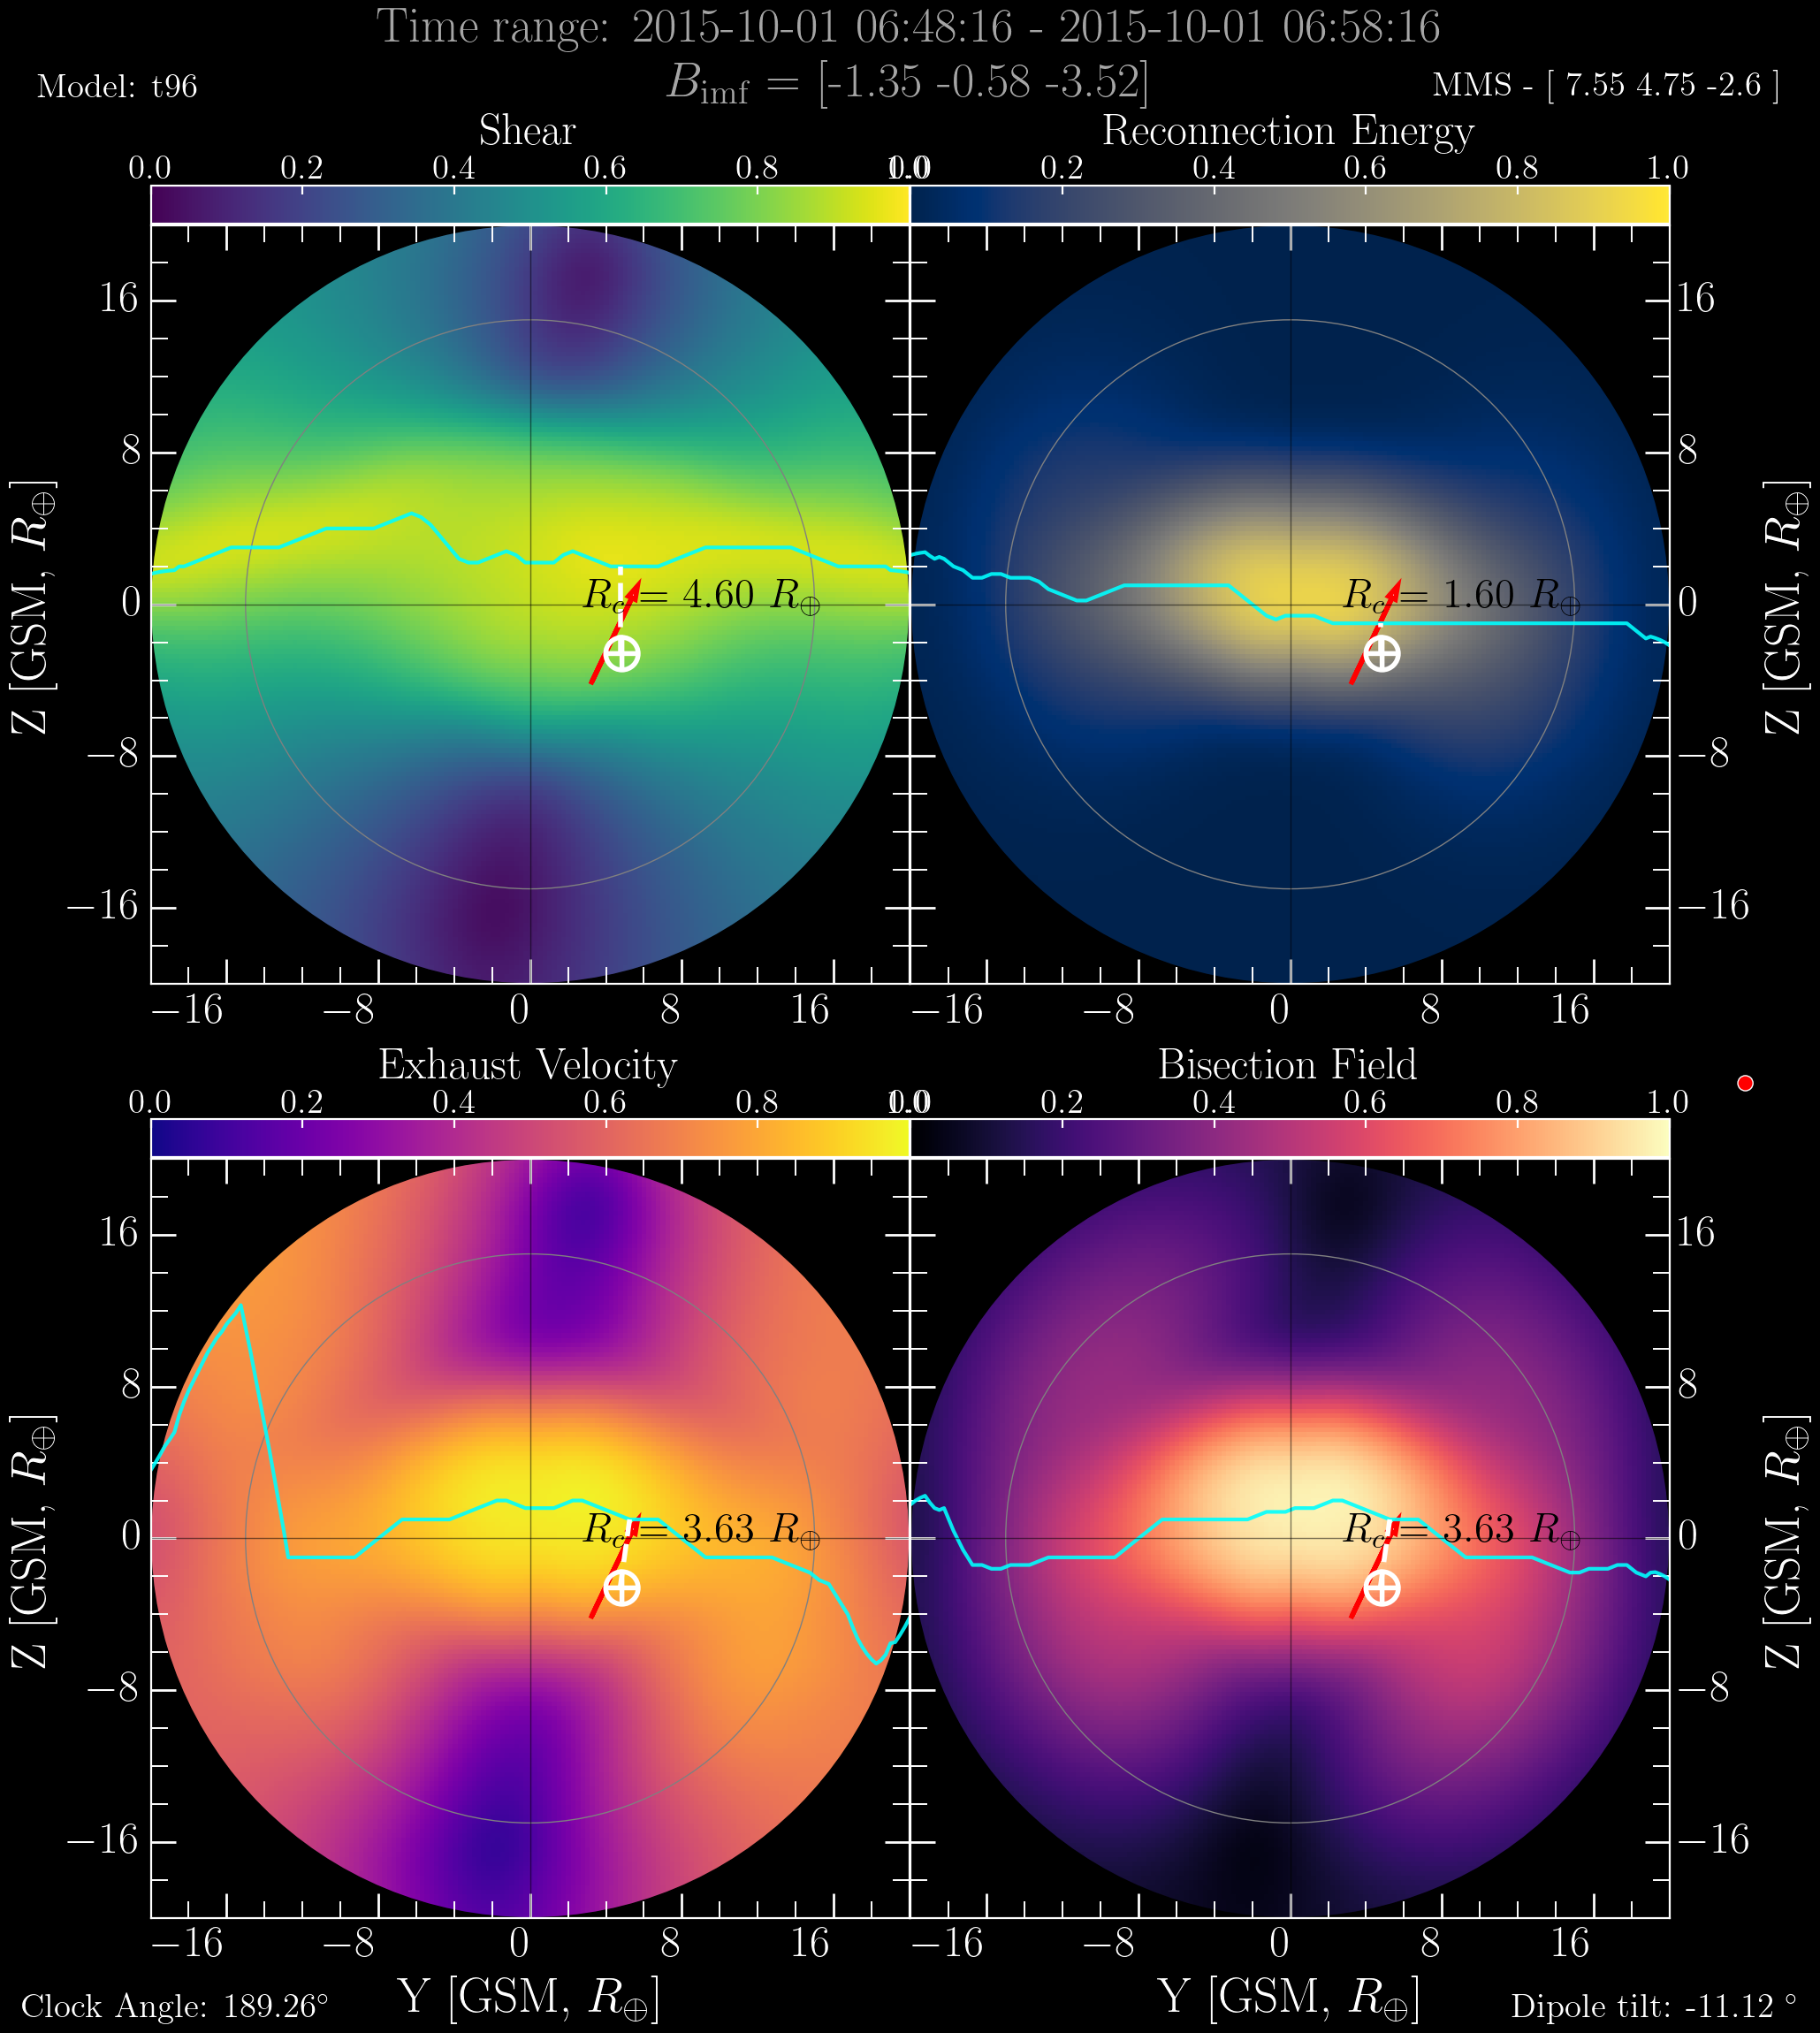 Time range: 2015-10-01 06:48:16 - 2015-10-01 06:58:16
Model: t96
B_imf = [-1.35 -0.58 -3.52]
MMS - [ 7.55 4.75 -2.6 ]
Shear
Reconnection Energy
0.0 0.2 0.4 0.6 0.8 1.0
0.0 0.2 0.4 0.6 0.8 1.0
16
8
0
−8
−16
Z [GSM, R⊕]
R_c = 4.60 R⊕
R_c = 1.60 R⊕
16
8
0
−8
−16
Z [GSM, R⊕]
−16 −8 0 8 16
−16 −8 0 8 16
Exhaust Velocity
Bisection Field
0.0 0.2 0.4 0.6 0.8 1.0
0.0 0.2 0.4 0.6 0.8 1.0
16
8
0
−8
−16
Z [GSM, R⊕]
R_c = 3.63 R⊕
R_c = 3.63 R⊕
16
8
0
−8
−16
Z [GSM, R⊕]
−16 −8 0 8 16
−16 −8 0 8 16
Y [GSM, R⊕]
Y [GSM, R⊕]
Clock Angle: 189.26°
Dipole tilt: -11.12 °